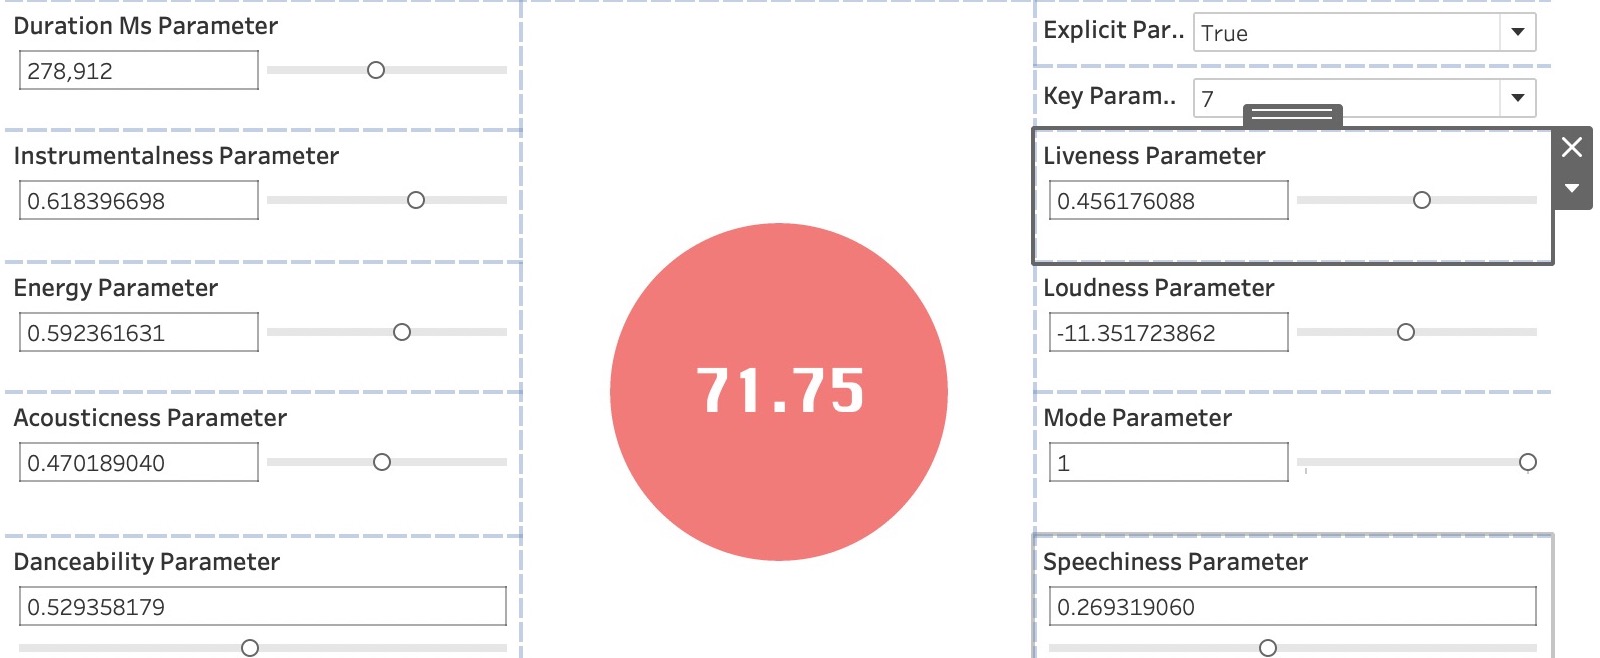 Duration Ms Parameter
278,912
Instrumentalness Parameter
0.618396698
Energy Parameter
0.592361631
Acousticness Parameter
0.470189040
Danceability Parameter
0.529358179
71.75
Explicit Par..
True
Key Param..
7
Liveness Parameter
0.456176088
Loudness Parameter
-11.351723862
Mode Parameter
1
Speechiness Parameter
0.269319060